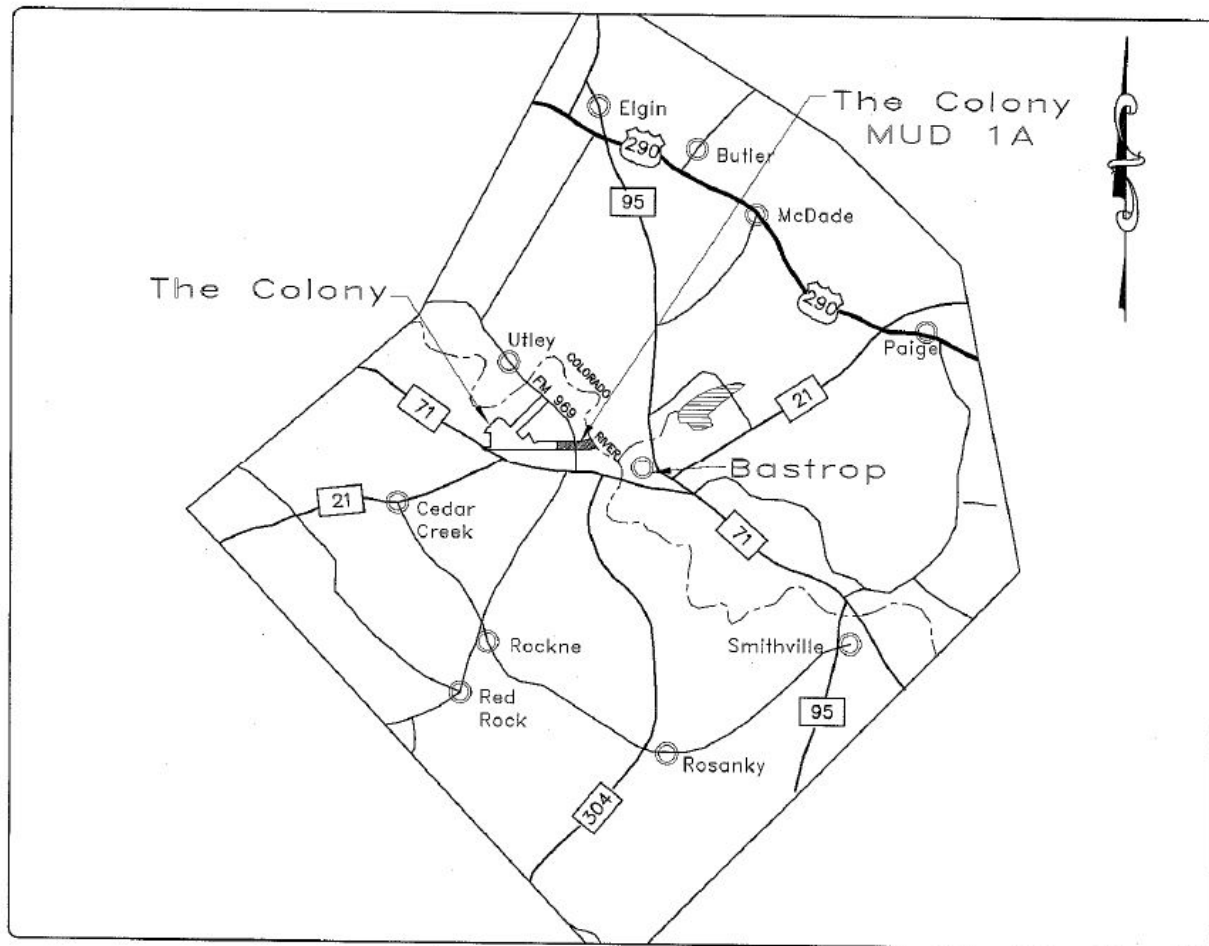 Elgin
The Colony
MUD 1A
290
Butler
95
McDade
The Colony
290
Utley
Paige
COLORADO
FM 969
71
21
RIVER
Bastrop
21
Cedar
Creek
71
Rockne
Smithville
Red
Rock
95
Rosanky
304